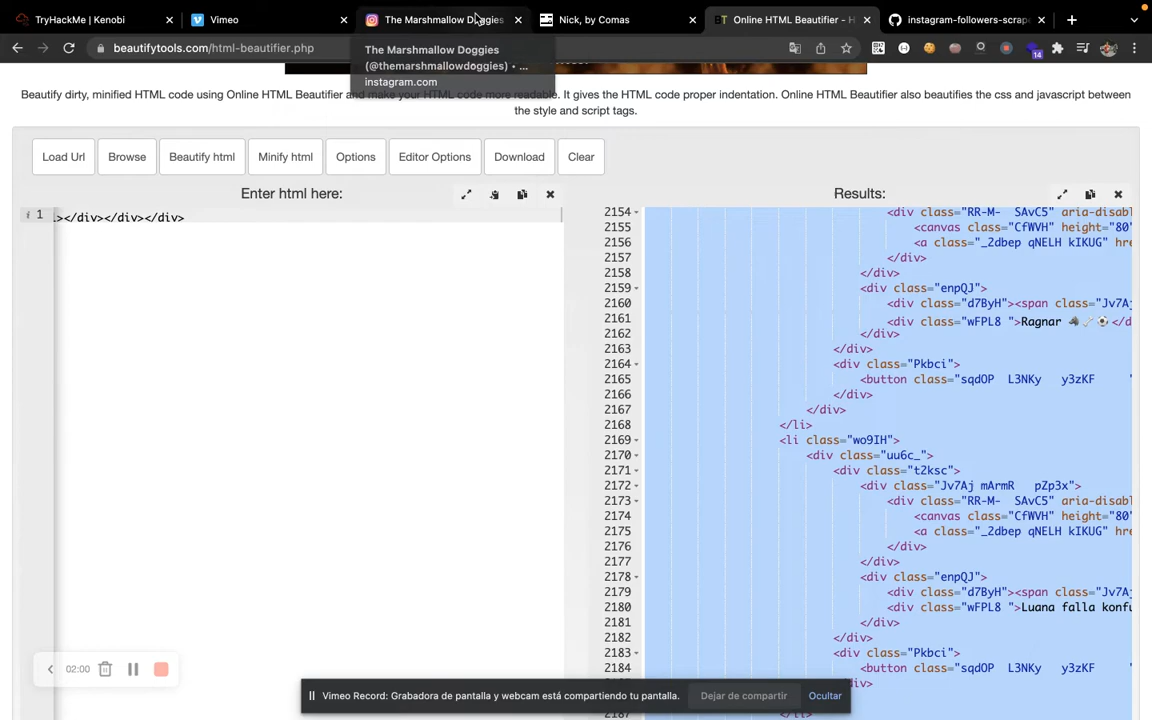 TryHackMe | Kenobi
Vimeo
The Marshmallow Doggies
Nick, by Comas
Online HTML Beautifier - H
instagram-followers-scrape
beautifytools.com/html-beautifier.php
14
The Marshmallow Doggies
(@themarshmallowdoggies) • ...
instagram.com
Beautify dirty, minified HTML code using Online HTML Beautifier and make your HTML code more readable. It gives the HTML code proper indentation. Online HTML Beautifier also beautifies the css and javascript between
the style and script tags.
Load Url
Browse
Beautify html
Minify html
Options
Editor Options
Download
Clear
Enter html here:
Results:
1
></div></div></div>
2154 <div class="RR-M- SAvC5" aria-disabl
2155 <canvas class="CfWVH" height="80"
2156 <a class="_2dbep qNELH kIKUG" hre
2157 </div>
2158 </div>
2159 <div class="enpQJ">
2160 <div class="d7ByH"><span class="Jv7Aj
2161 <div class="wFPL8 ">Ragnar 🐴🦴⚽</d
2162 </div>
2163 </div>
2164 <div class="Pkbci">
2165 <button class="sqdOP L3NKy y3zKF "
2166 </div>
2167 </div>
2168 </li>
2169 <li class="wo9IH">
2170 <div class="uu6c_">
2171 <div class="t2ksc">
2172 <div class="Jv7Aj mArmR pZp3x">
2173 <div class="RR-M- SAvC5" aria-disabl
2174 <canvas class="CfWVH" height="80"
2175 <a class="_2dbep qNELH kIKUG" hre
2176 </div>
2177 </div>
2178 <div class="enpQJ">
2179 <div class="d7ByH"><span class="Jv7Aj
2180 <div class="wFPL8 ">Luana falla konfu
2181 </div>
2182 </div>
2183 <div class="Pkbci">
2184 <button class="sqdOP L3NKy y3zKF "
div>
2187
02:00
Vimeo Record: Grabadora de pantalla y webcam está compartiendo tu pantalla.
Dejar de compartir
Ocultar